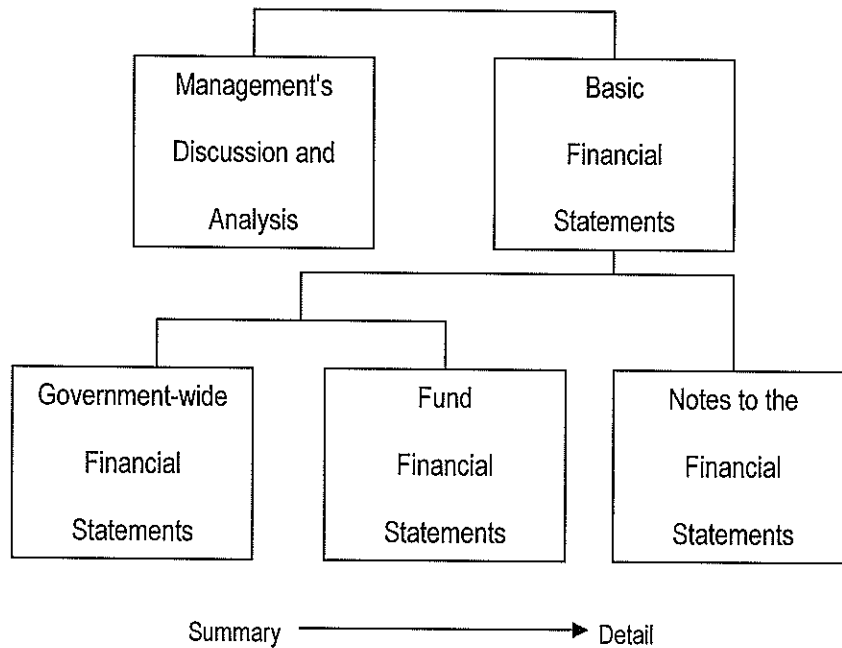 Management's
Discussion and
Analysis
Basic
Financial
Statements
Government-wide
Financial
Statements
Fund
Financial
Statements
Notes to the
Financial
Statements
Summary
Detail